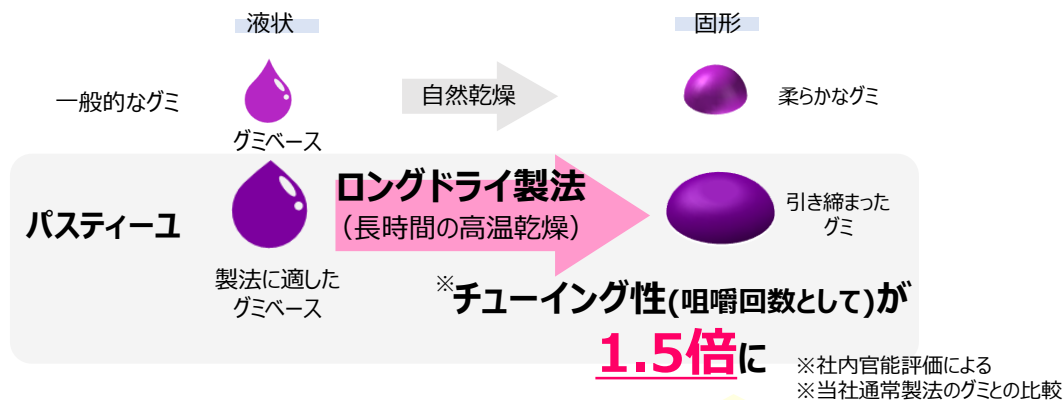 液状
固形
一般的なグミ
自然乾燥
柔らかなグミ
グミベース
パスティーユ
ロングドライ製法
（長時間の高温乾燥）
引き締まった
グミ
製法に適した
グミベース
※チューイング性(咀嚼回数として)が
1.5倍に
※社内官能評価による
※当社通常製法のグミとの比較